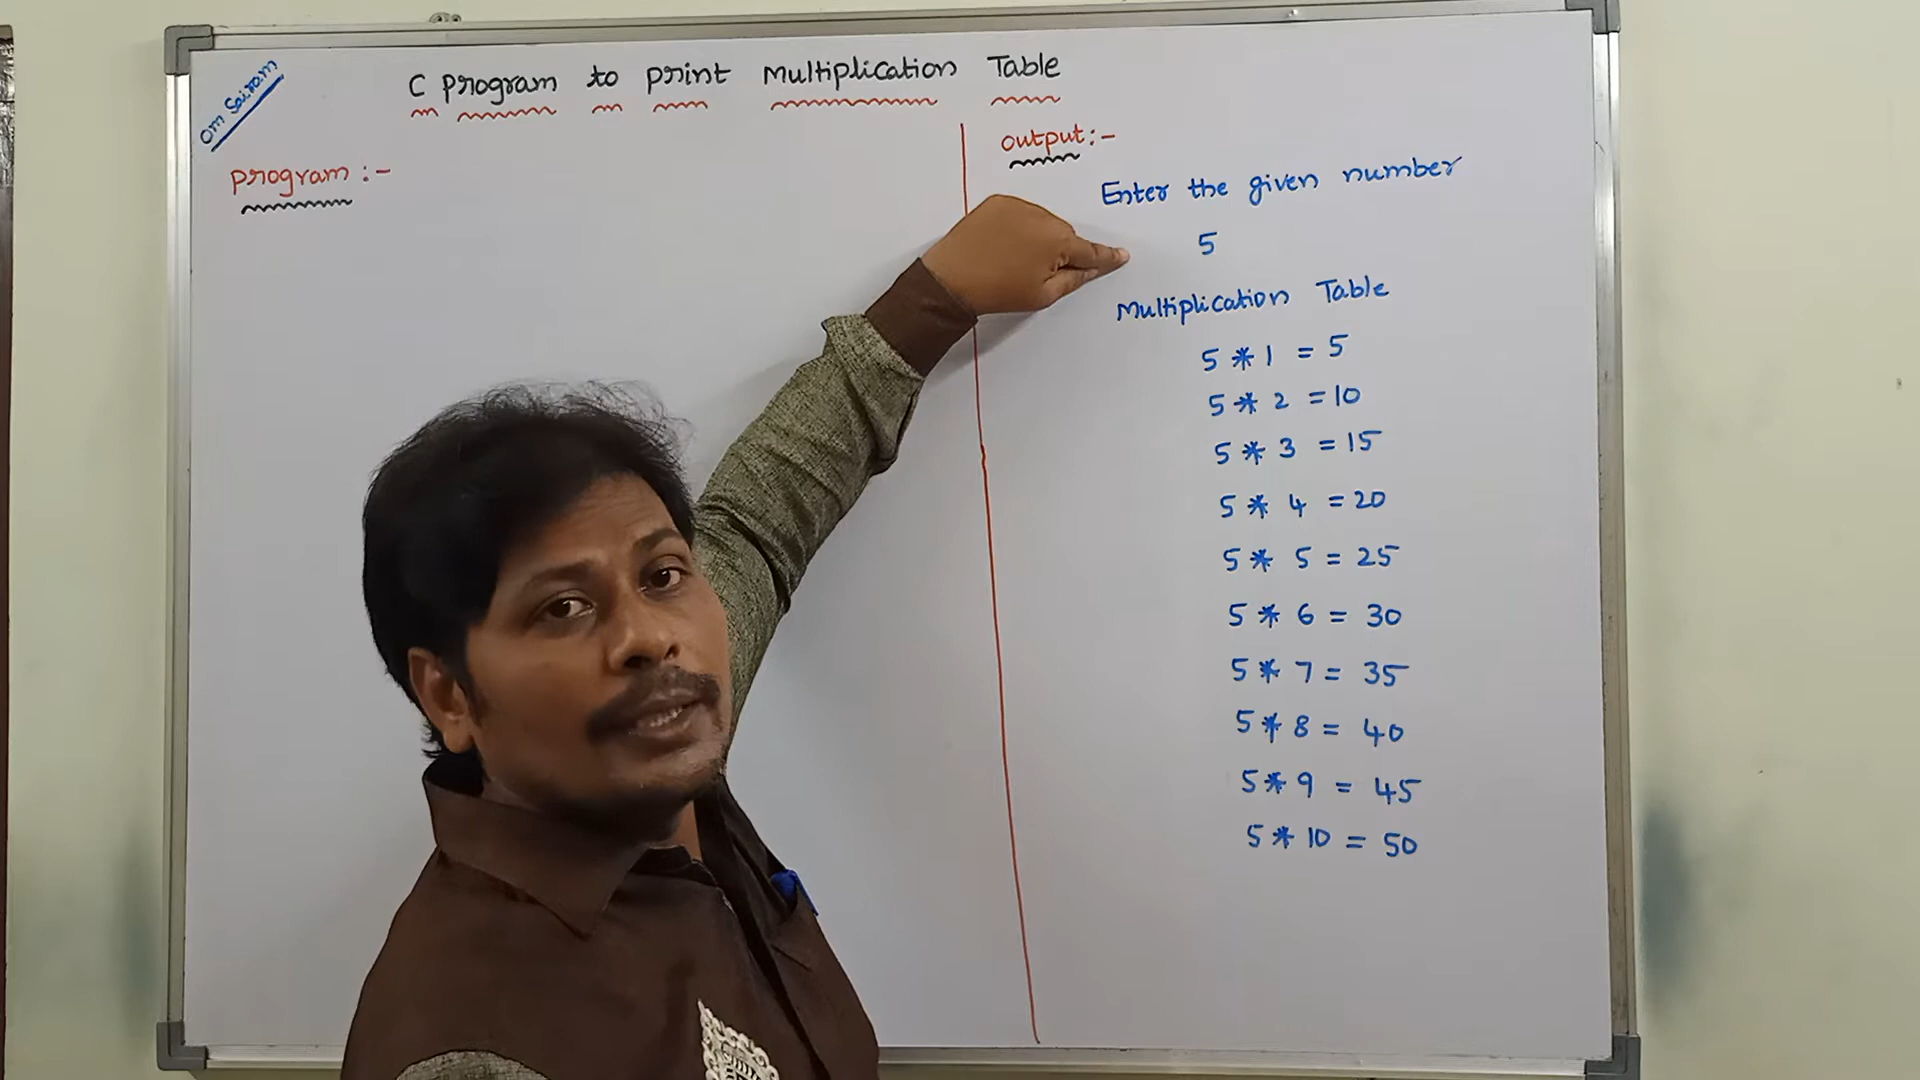 Om Sairam
C program to print Multiplication Table
program :-
output :-
Enter the given number
5
Multiplication Table
5 * 1 = 5
5 * 2 = 10
5 * 3 = 15
5 * 4 = 20
5 * 5 = 25
5 * 6 = 30
5 * 7 = 35
5 * 8 = 40
5 * 9 = 45
5 * 10 = 50